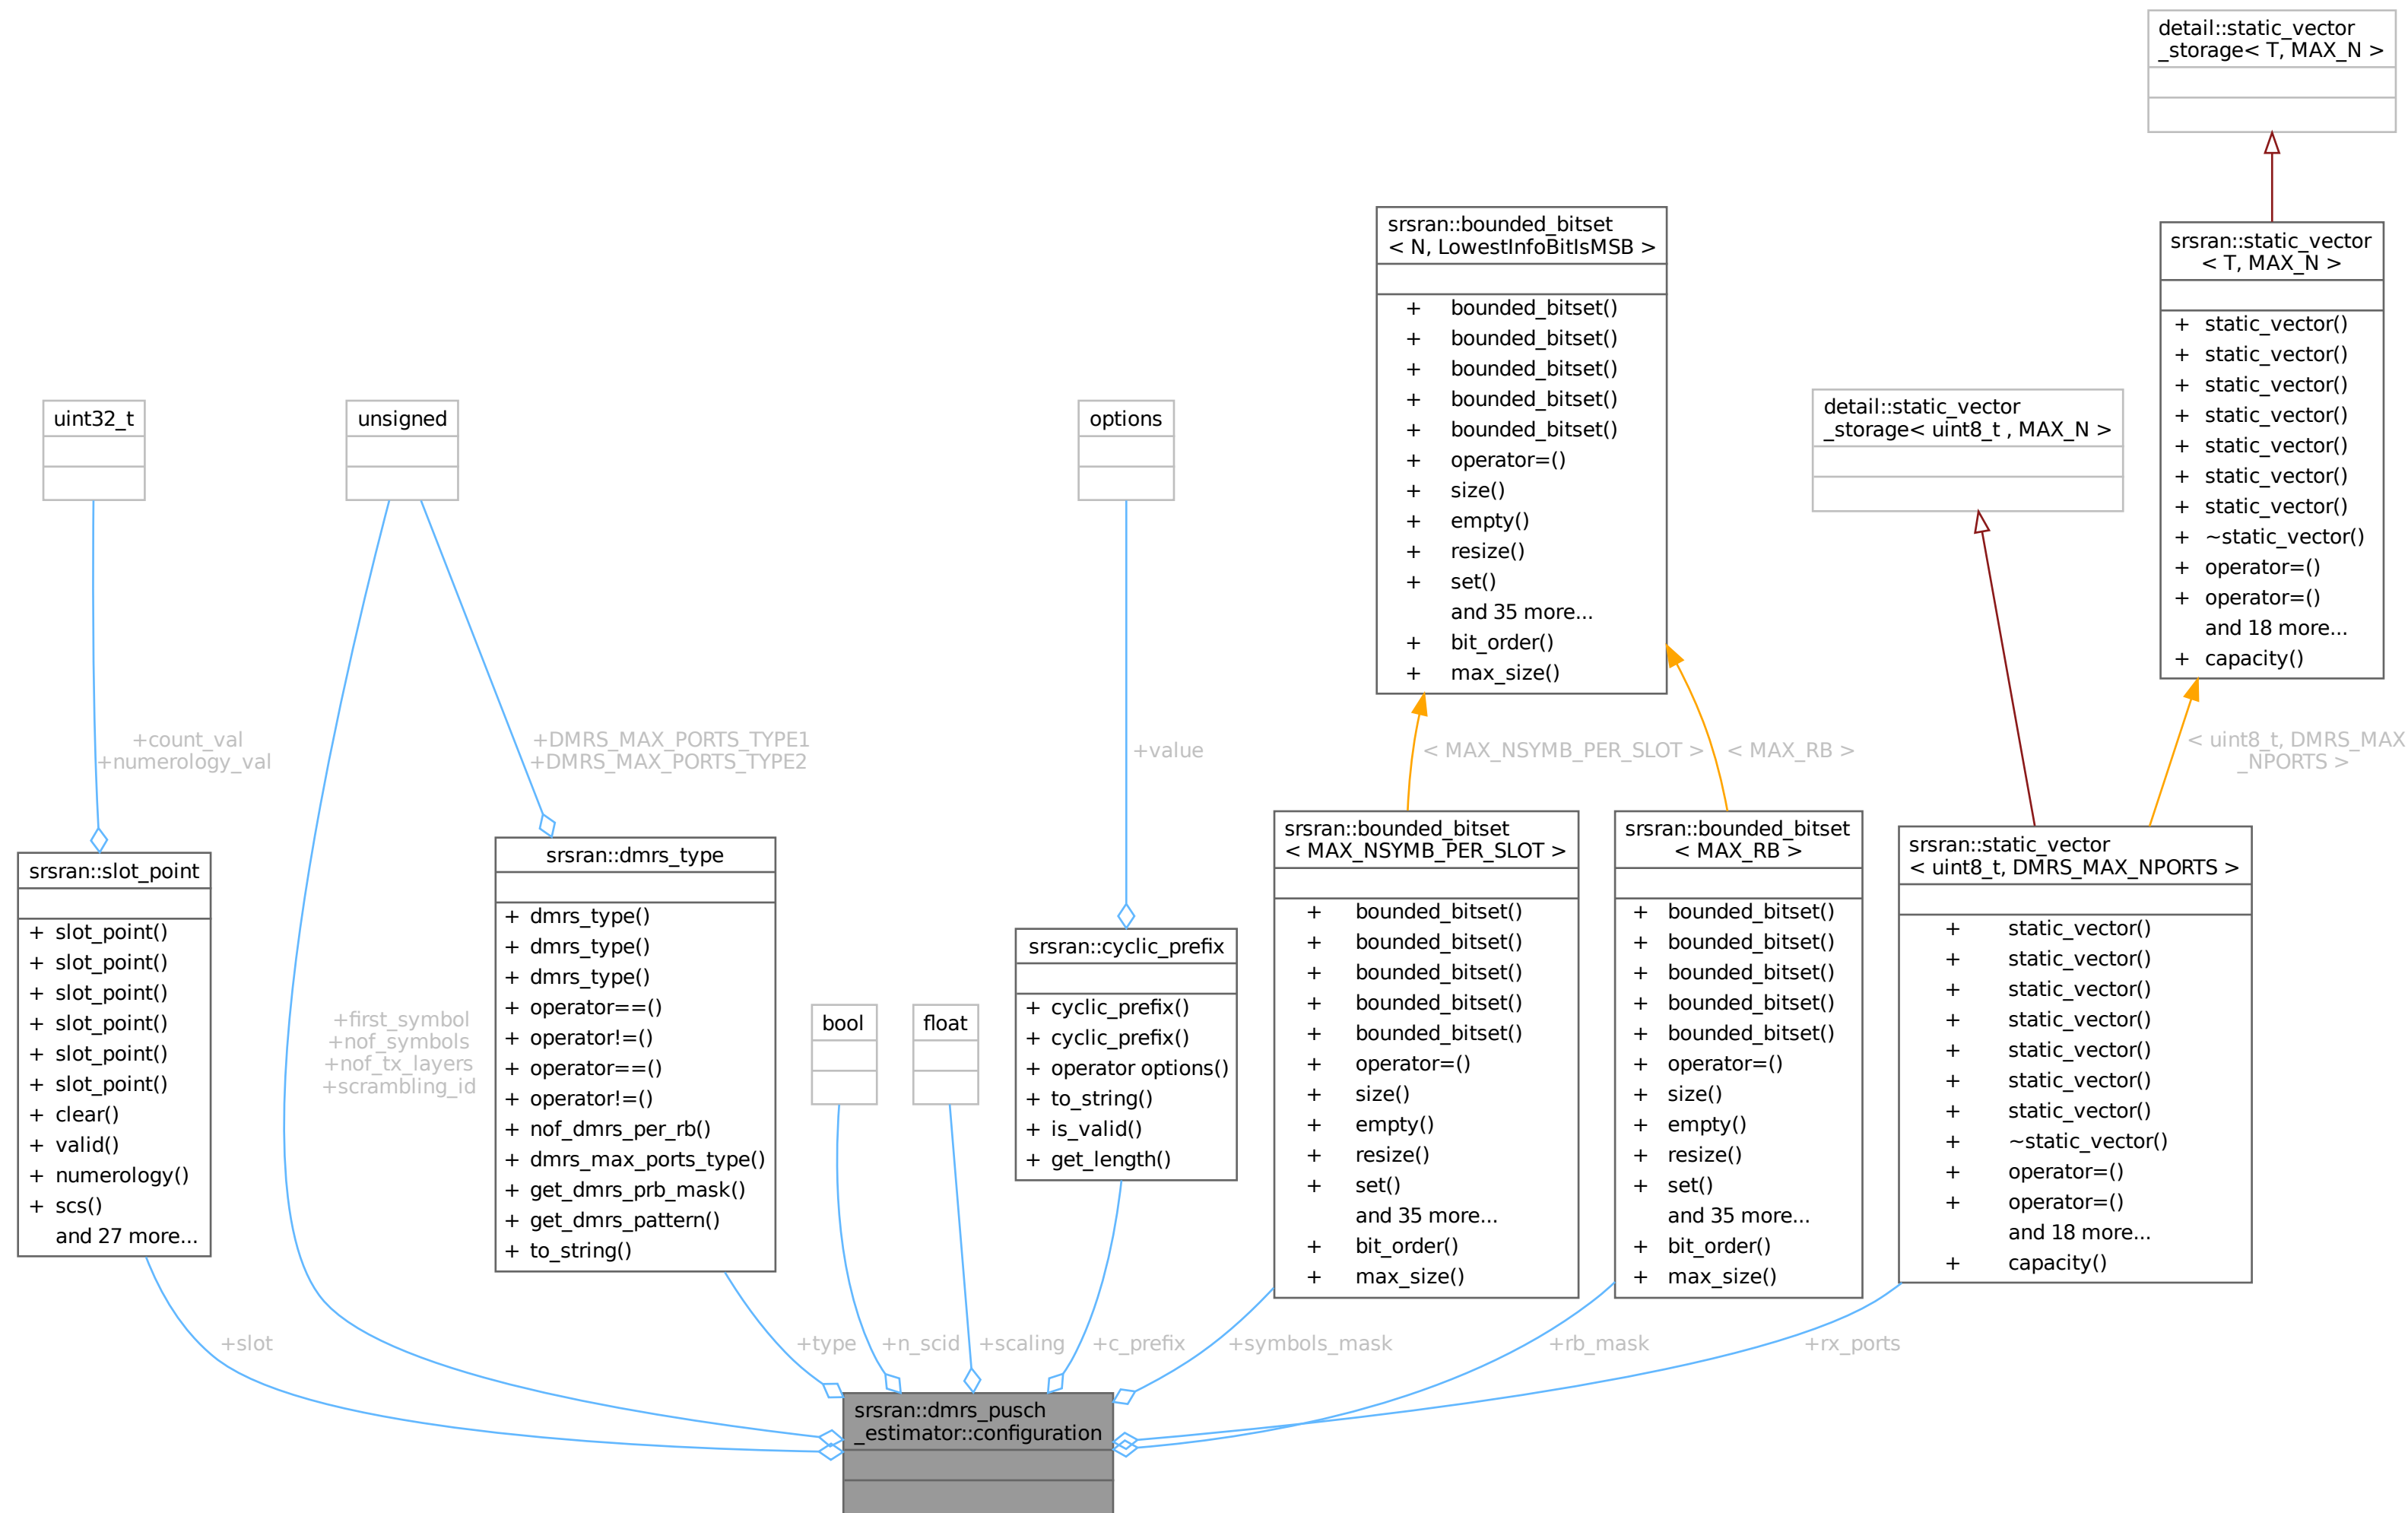 detail::static_vector
_storage< T, MAX_N >
srsran::bounded_bitset
< N, LowestInfoBitIsMSB >
+ bounded_bitset()
+ bounded_bitset()
+ bounded_bitset()
+ bounded_bitset()
+ bounded_bitset()
+ operator=()
+ size()
+ empty()
+ resize()
+ set()
and 35 more...
+ bit_order()
+ max_size()
srsran::static_vector
< T, MAX_N >
+ static_vector()
+ static_vector()
+ static_vector()
+ static_vector()
+ static_vector()
+ static_vector()
+ static_vector()
+ ~static_vector()
+ operator=()
+ operator=()
and 18 more...
+ capacity()
uint32_t
unsigned
options
detail::static_vector
_storage< uint8_t , MAX_N >
+count_val
+numerology_val
+DMRS_MAX_PORTS_TYPE1
+DMRS_MAX_PORTS_TYPE2
+value
< MAX_NSYMB_PER_SLOT >
< MAX_RB >
< uint8_t, DMRS_MAX
_NPORTS >
srsran::slot_point
+ slot_point()
+ slot_point()
+ slot_point()
+ slot_point()
+ slot_point()
+ slot_point()
+ clear()
+ valid()
+ numerology()
+ scs()
and 27 more...
+first_symbol
+nof_symbols
+nof_tx_layers
+scrambling_id
srsran::dmrs_type
+ dmrs_type()
+ dmrs_type()
+ dmrs_type()
+ operator==()
+ operator!=()
+ operator==()
+ operator!=()
+ nof_dmrs_per_rb()
+ dmrs_max_ports_type()
+ get_dmrs_prb_mask()
+ get_dmrs_pattern()
+ to_string()
bool
float
srsran::cyclic_prefix
+ cyclic_prefix()
+ cyclic_prefix()
+ operator options()
+ to_string()
+ is_valid()
+ get_length()
srsran::bounded_bitset
< MAX_NSYMB_PER_SLOT >
+ bounded_bitset()
+ bounded_bitset()
+ bounded_bitset()
+ bounded_bitset()
+ bounded_bitset()
+ operator=()
+ size()
+ empty()
+ resize()
+ set()
and 35 more...
+ bit_order()
+ max_size()
srsran::bounded_bitset
< MAX_RB >
+ bounded_bitset()
+ bounded_bitset()
+ bounded_bitset()
+ bounded_bitset()
+ bounded_bitset()
+ operator=()
+ size()
+ empty()
+ resize()
+ set()
and 35 more...
+ bit_order()
+ max_size()
srsran::static_vector
< uint8_t, DMRS_MAX_NPORTS >
+ static_vector()
+ static_vector()
+ static_vector()
+ static_vector()
+ static_vector()
+ static_vector()
+ static_vector()
+ ~static_vector()
+ operator=()
+ operator=()
and 18 more...
+ capacity()
+slot
+type
+n_scid
+scaling
+c_prefix
+symbols_mask
+rb_mask
+rx_ports
srsran::dmrs_pusch
_estimator::configuration